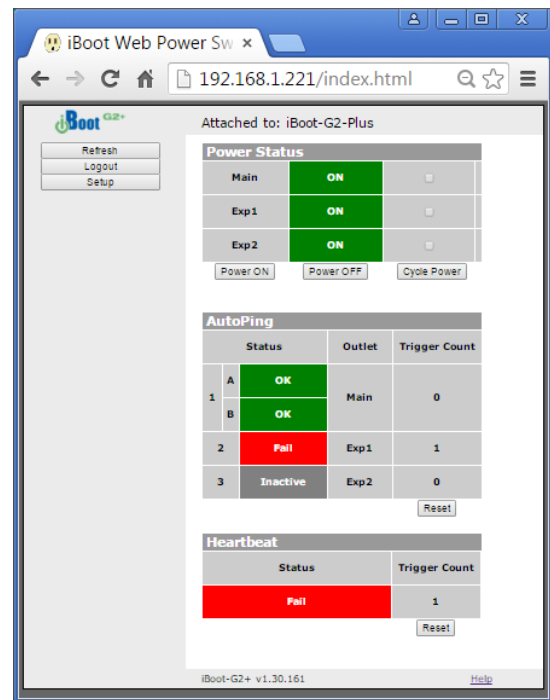 iBoot Web Power Sw
192.168.1.221/index.html
iBoot G2+
Attached to: iBoot-G2-Plus
Refresh
Logout
Setup
Power Status
Main ON
Exp1 ON
Exp2 ON
Power ON Power OFF Cycle Power
AutoPing
Status Outlet Trigger Count
1 A OK Main 0
B OK
2 Fail Exp1 1
3 Inactive Exp2 0
Reset
Heartbeat
Status Trigger Count
Fail 1
Reset
iBoot-G2+ v1.30.161 Help